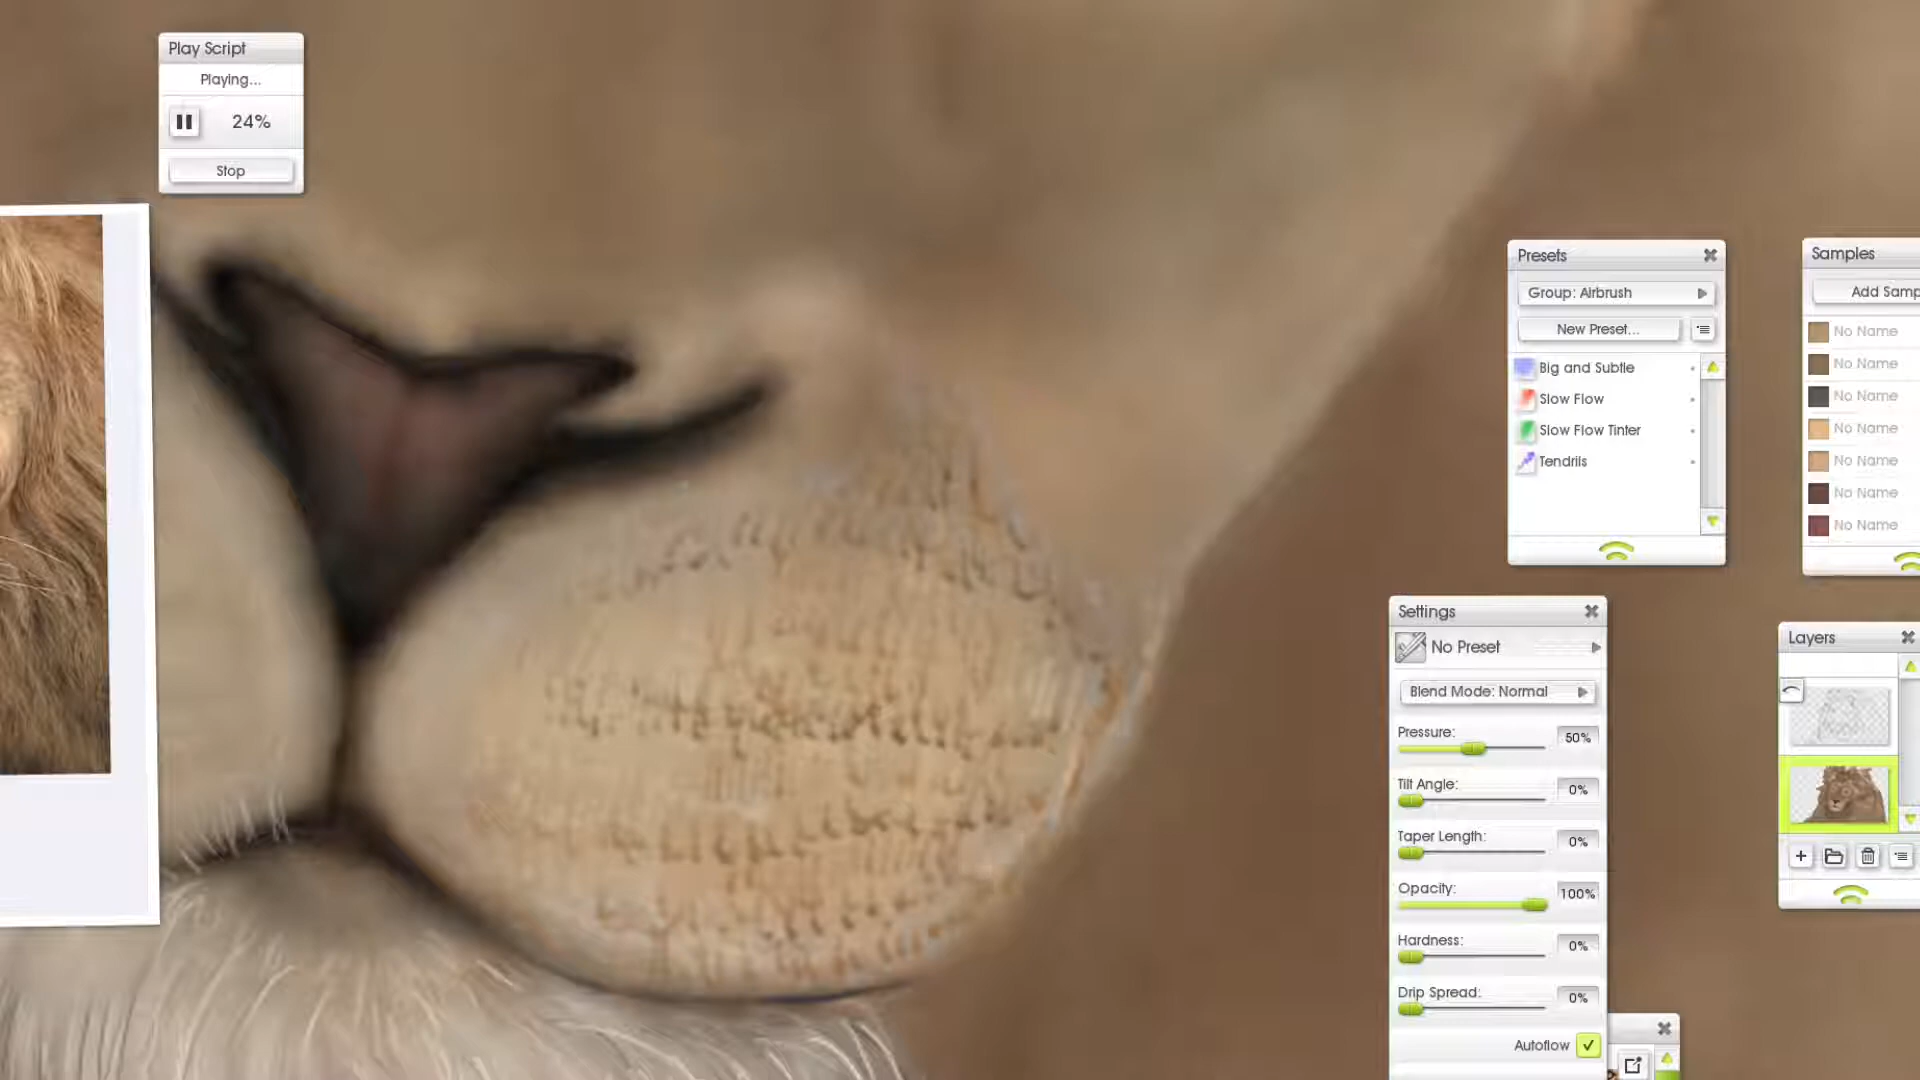 Play Script
Playing...
24%
Stop
Presets
Group: Airbrush
New Preset...
Big and Subtle
Slow Flow
Slow Flow Tinter
Tendrils
Samples
Add Samp
No Name
No Name
No Name
No Name
No Name
No Name
No Name
Settings
No Preset
Blend Mode: Normal
Pressure:
50%
Tilt Angle:
0%
Taper Length:
0%
Opacity:
100%
Hardness:
0%
Drip Spread:
0%
Autoflow
Layers